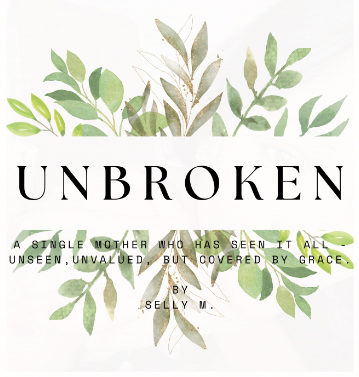 UNBROKEN
A SINGLE MOTHER WHO HAS SEEN IT ALL -
UNSEEN,UNVALUED, BUT COVERED BY GRACE.
BY
SELLY M.